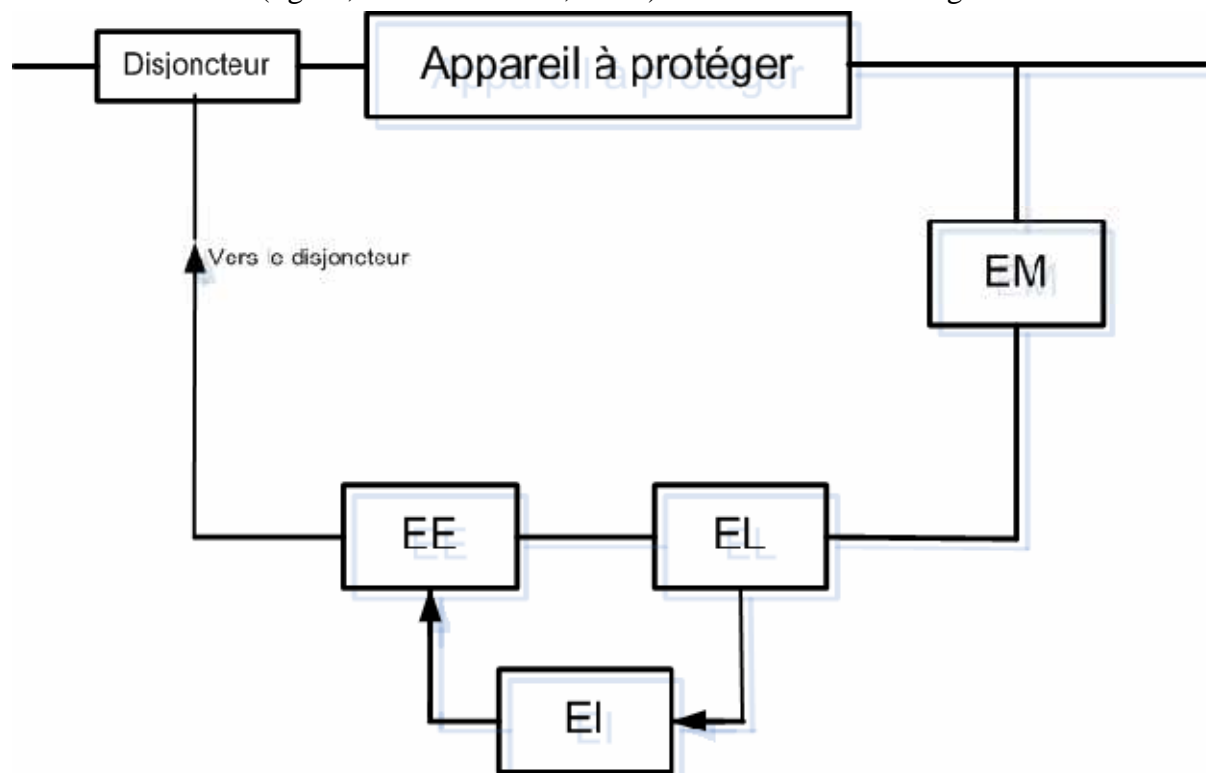 Disjoncteur
Appareil à protéger
Vers le disjoncteur
EM
EE
EL
EI